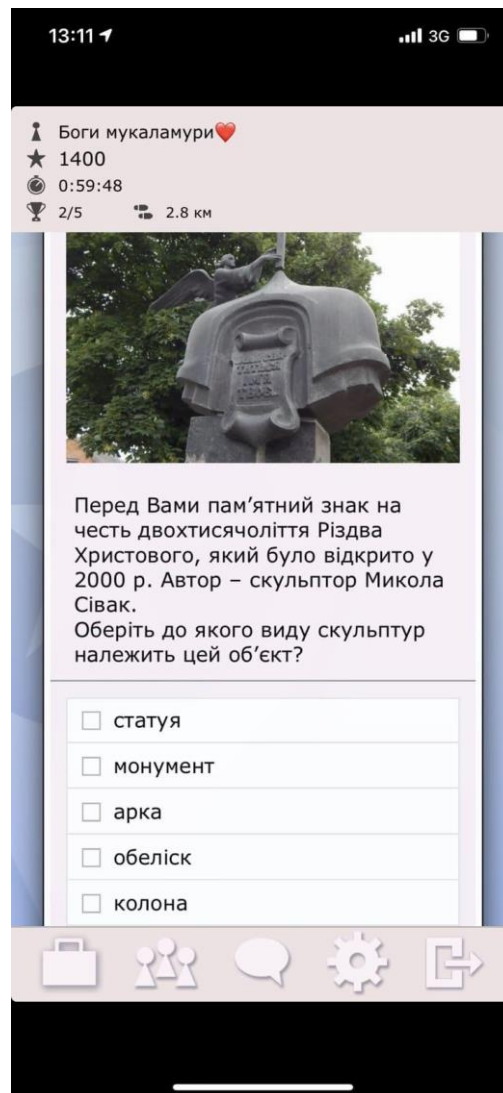 13:11
3G
Боги мукаламури❤️
1400
0:59:48
2/5 2.8 км
Перед Вами пам’ятний знак на
честь двохтисячоліття Різдва
Христового, який було відкрито у
2000 р. Автор – скульптор Микола
Сівак.
Оберіть до якого виду скульптур
належить цей об’єкт?
статуя
монумент
арка
обеліск
колона